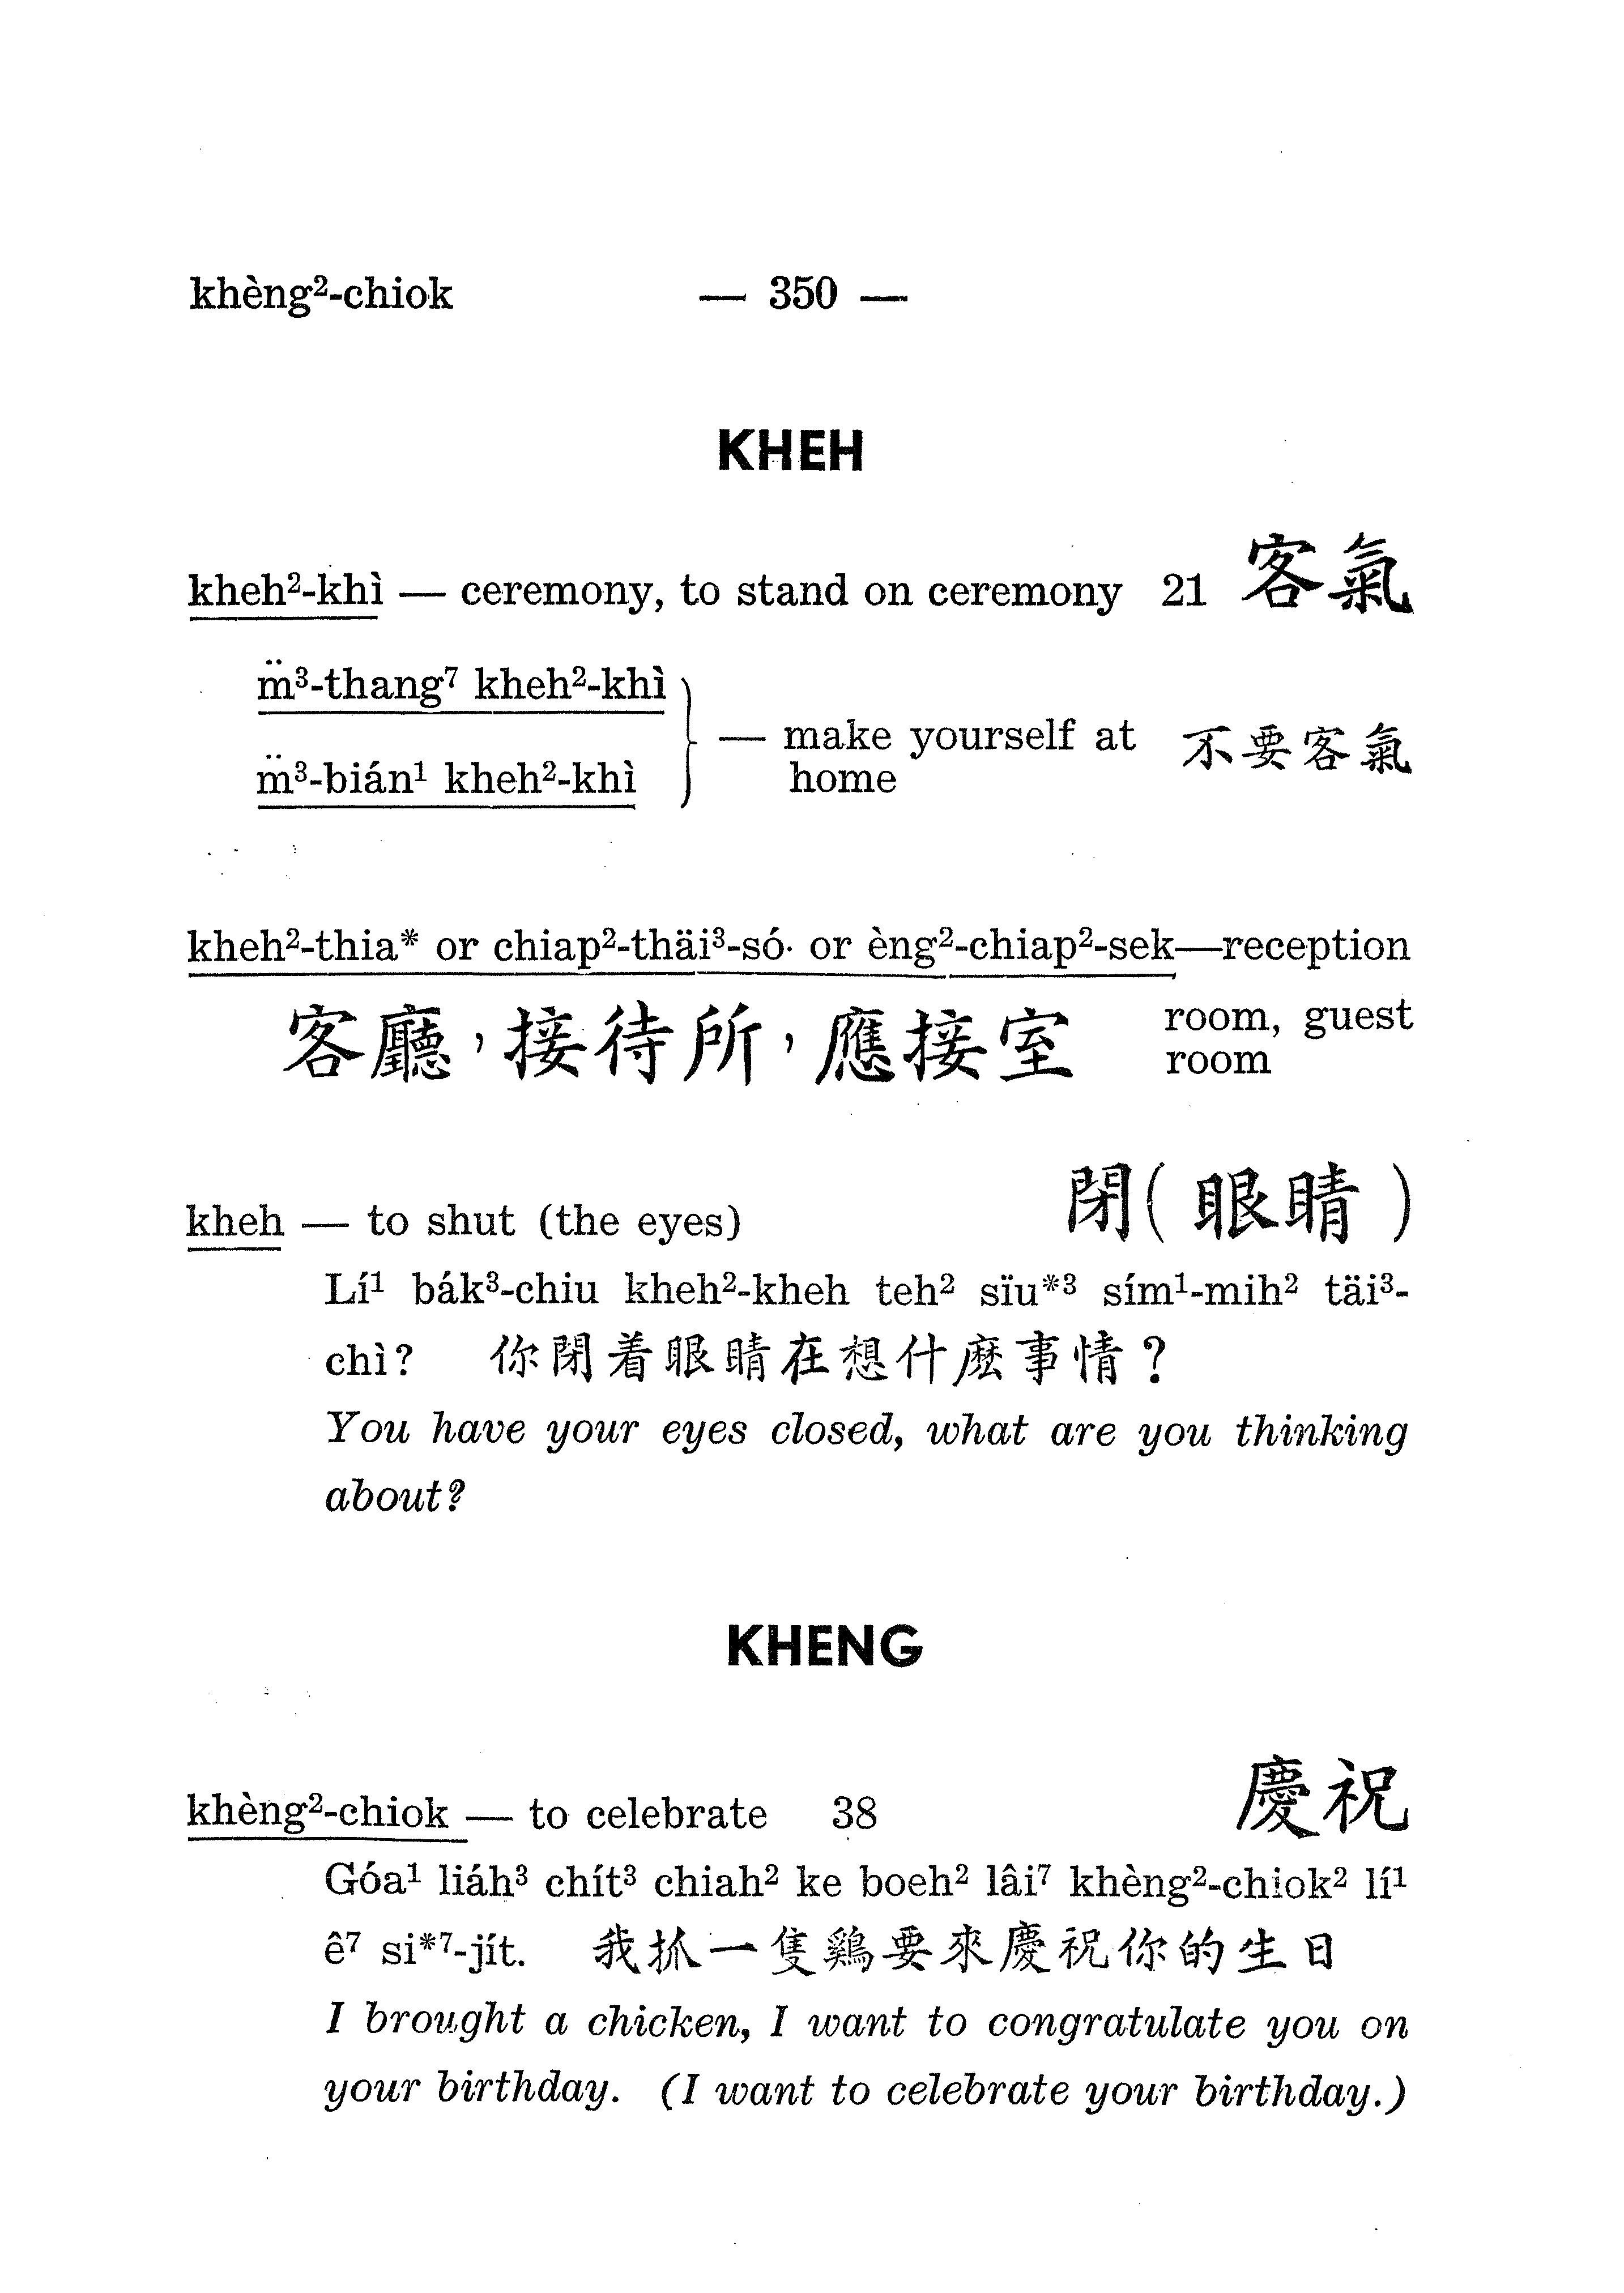 khèng²-chiok — 350 —
KHEH
kheh²-khì — ceremony, to stand on ceremony 21 客氣
m̈³-thang⁷ kheh²-khì
m̈³-bián¹ kheh²-khì
— make yourself at home 不要客氣
kheh²-thia* or chiap²-thäi³-só· or èng²-chiap²-sek—reception
客廳，接待所，應接室 room, guest
room
kheh — to shut (the eyes) 閉(眼睛)
Lí¹ bák³-chiu kheh²-kheh teh² sïu*³ sím¹-mih² täi³-
chì? 你閉着眼睛在想什麽事情?
You have your eyes closed, what are you thinking
about?
KHENG
khèng²-chiok — to celebrate 38 慶祝
Góa¹ liáh³ chít³ chiah² ke boeh² lâi⁷ khèng²-chiok² lí¹
ê⁷ si*⁷-jít. 我抓一隻鷄要來慶祝你的生日
I brought a chicken, I want to congratulate you on
your birthday. (I want to celebrate your birthday.)